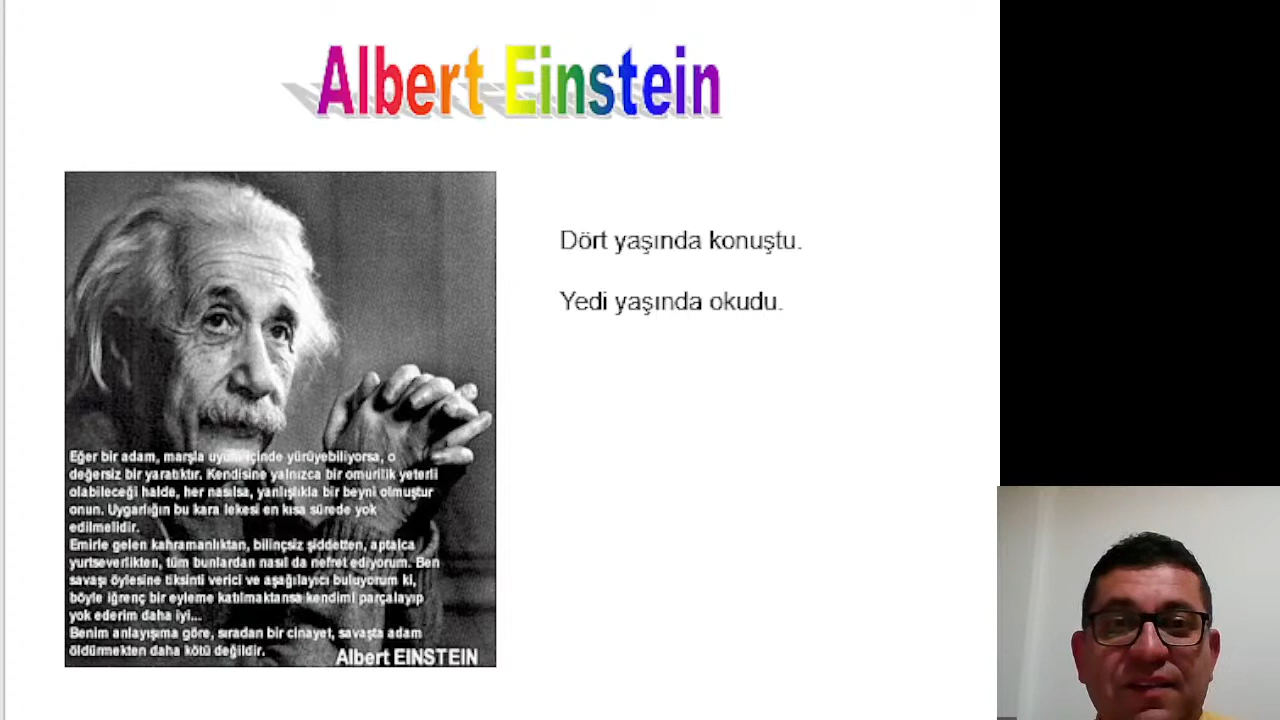 Albert Einstein
Dört yaşında konuştu.
Yedi yaşında okudu.
Eğer bir adam, marşla uyum içinde yürüyebiliyorsa, o
değersiz bir yaratıktır. Kendisine yalnızca bir omurilik yeterli
olabileceği halde, her nasılsa, yanlışlıkla bir beyni olmuştur
onun. Uygarlığın bu kara lekesi en kısa sürede yok
edilmelidir.
Emirle gelen kahramanlıktan, bilinçsiz şiddetten, aptalca
yurtseverlikten, tüm bunlardan nasıl da nefret ediyorum. Ben
savaşı öylesine tiksinti verici ve aşağılayıcı buluyorum ki,
böyle iğrenç bir eyleme katılmaktansa kendimi parçalayıp
yok ederim daha iyi...
Benim anlayışıma göre, sıradan bir cinayet, savaşta adam
öldürmekten daha kötü değildir.
Albert EINSTEIN